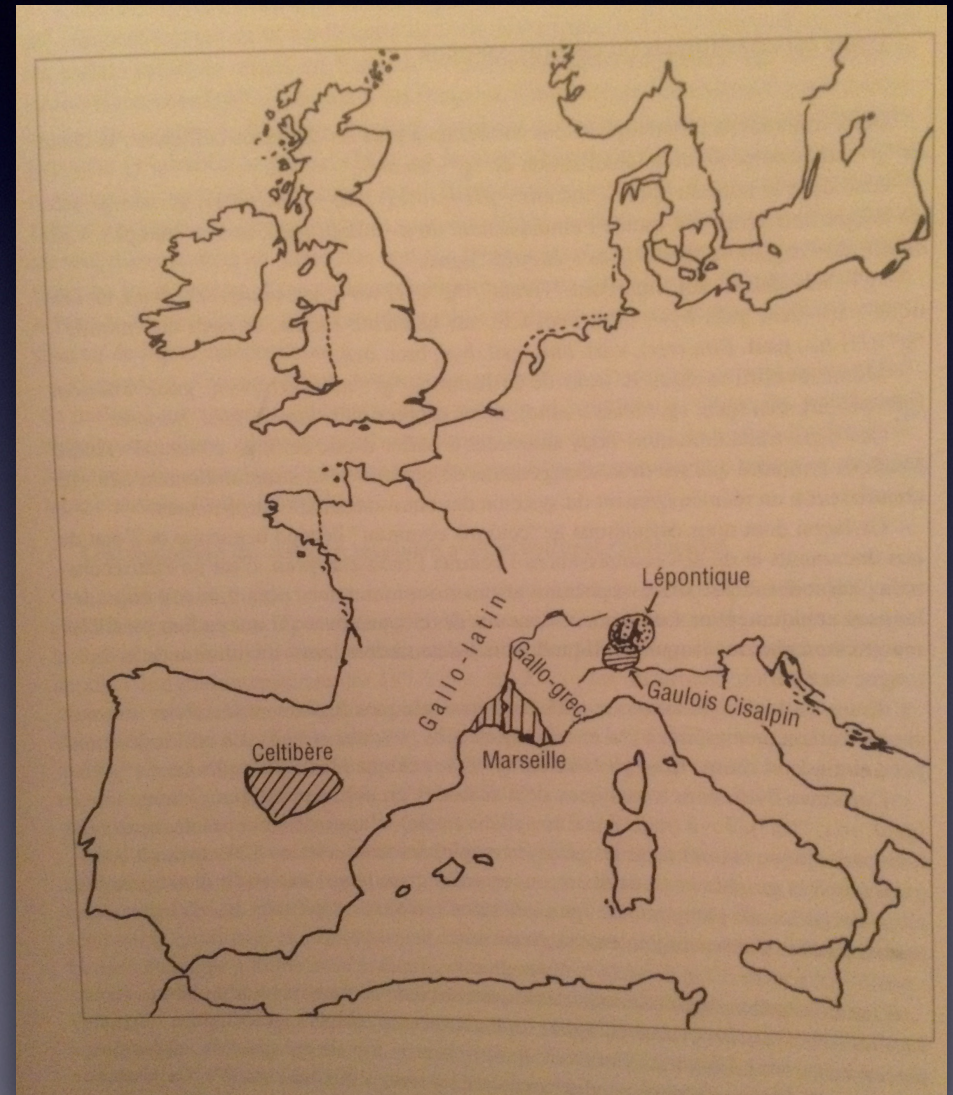 Lépontique
Gallo-latin
Gallo-grec
Gaulois Cisalpin
Celtibère
Marseille